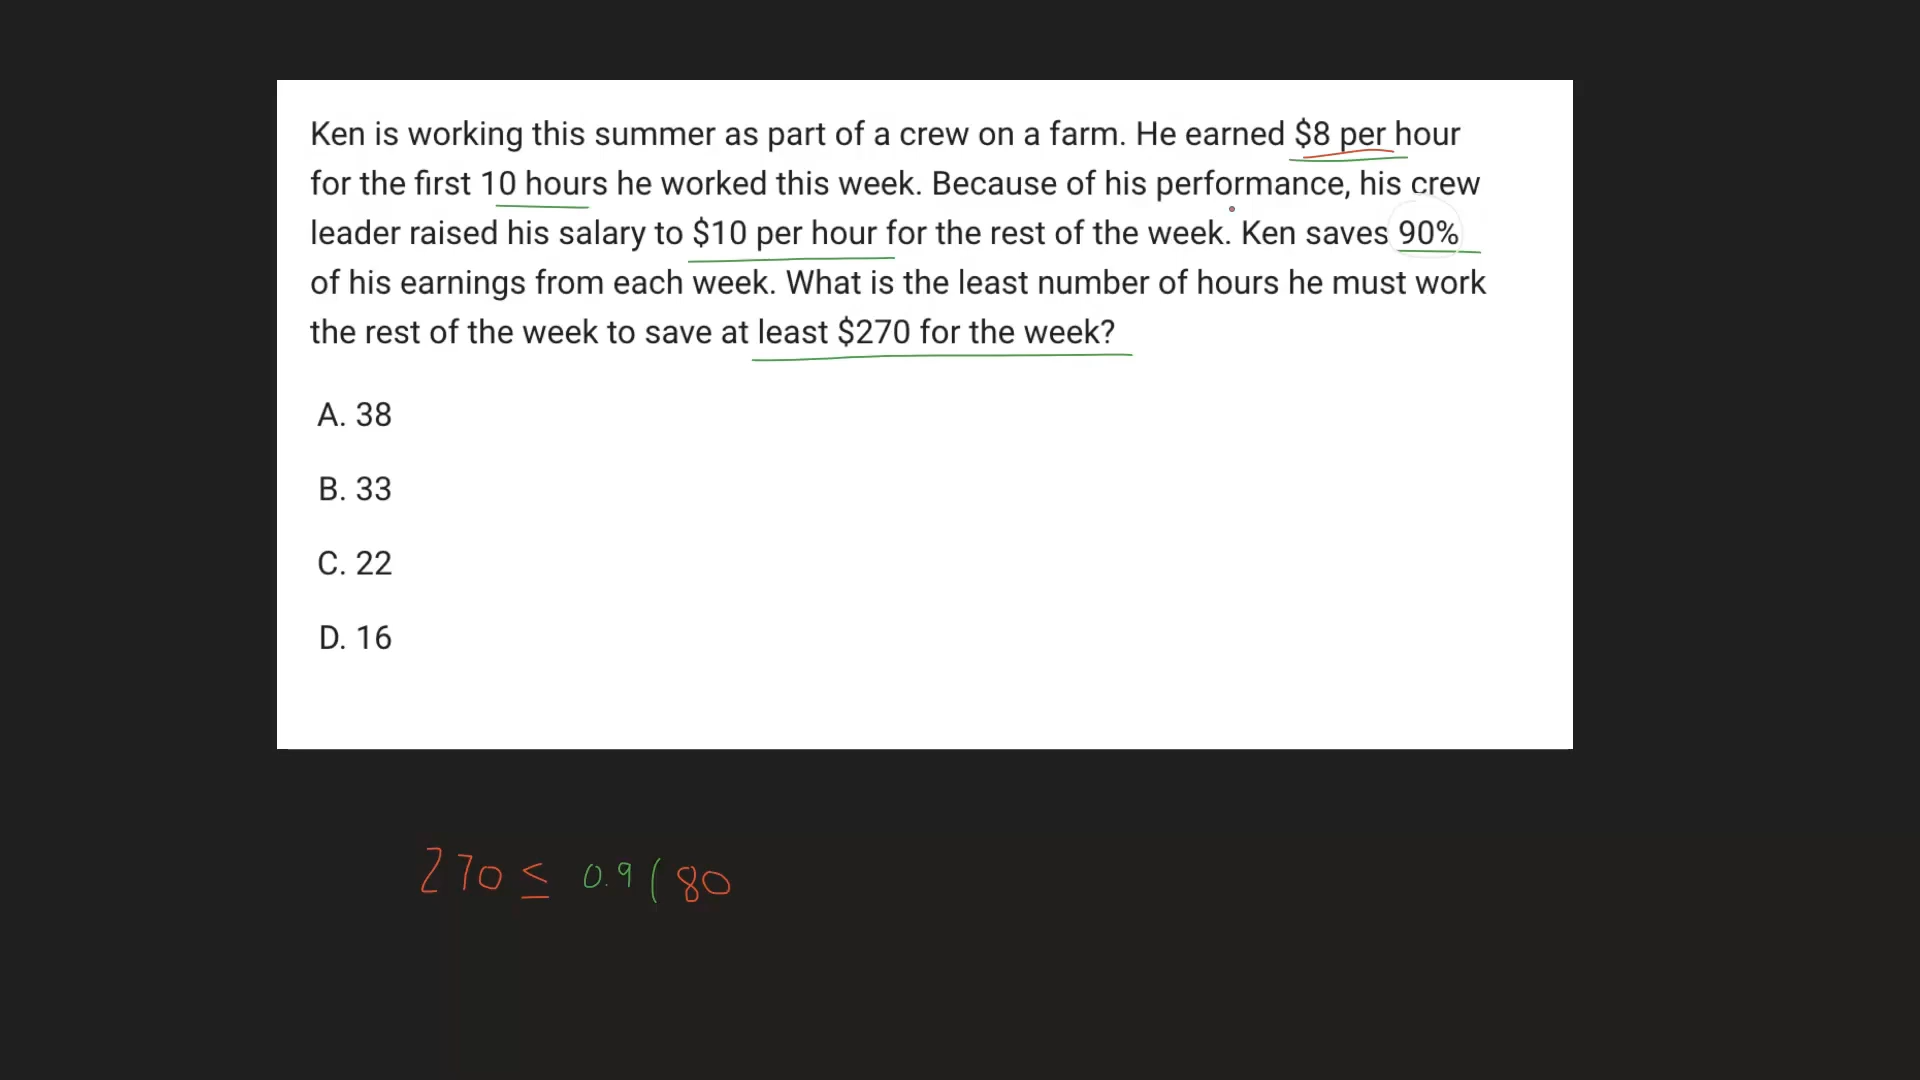 Ken is working this summer as part of a crew on a farm. He earned $8 per hour
for the first 10 hours he worked this week. Because of his performance, his crew
leader raised his salary to $10 per hour for the rest of the week. Ken saves 90%
of his earnings from each week. What is the least number of hours he must work
the rest of the week to save at least $270 for the week?
A. 38
B. 33
C. 22
D. 16
270 ≤ 0.9(80